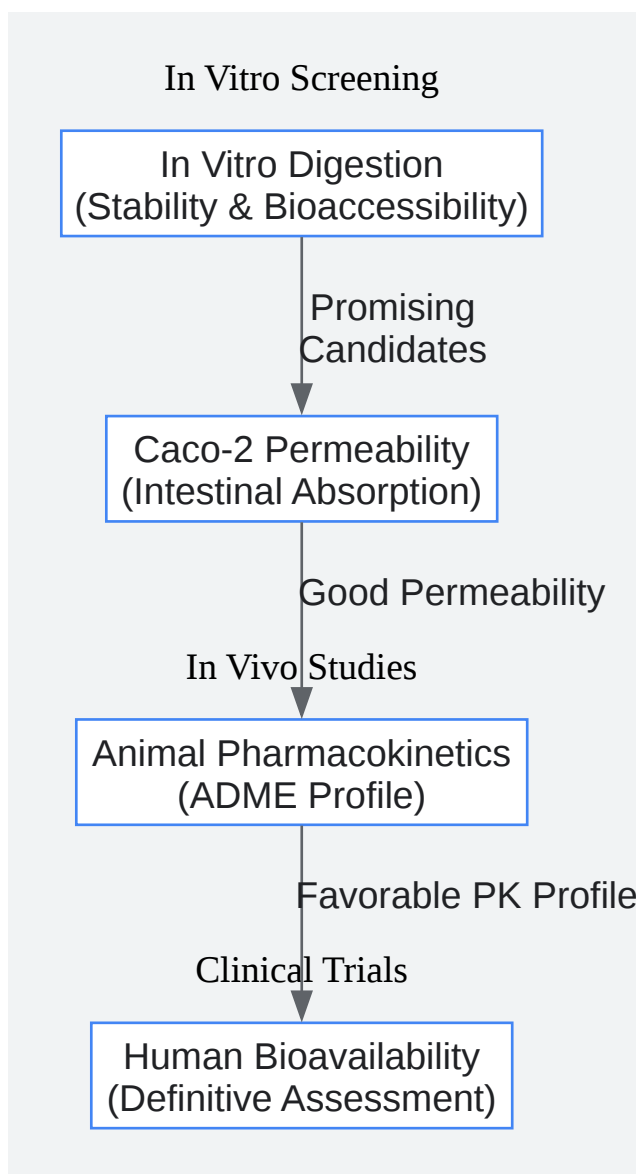 In Vitro Screening
In Vitro Digestion
(Stability & Bioaccessibility)
Promising
Candidates
Caco-2 Permeability
(Intestinal Absorption)
Good Permeability
In Vivo Studies
Animal Pharmacokinetics
(ADME Profile)
Favorable PK Profile
Clinical Trials
Human Bioavailability
(Definitive Assessment)